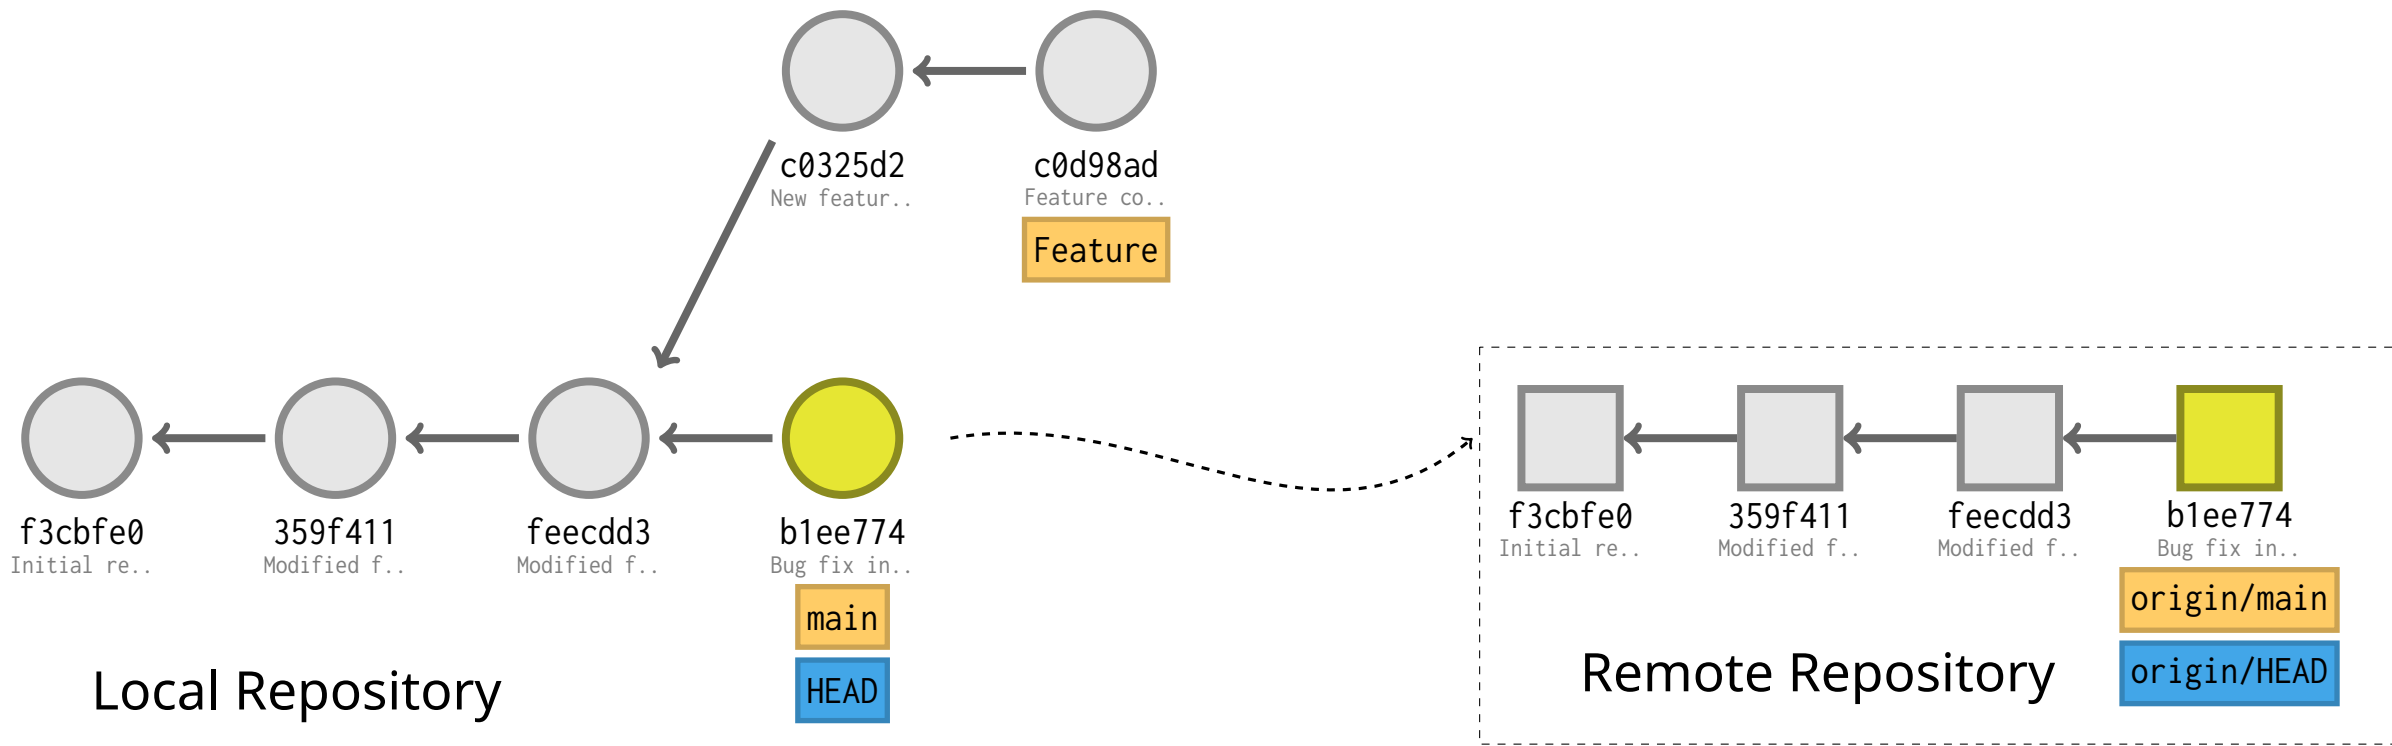 c0325d2
New featur..
c0d98ad
Feature co..
Feature
f3cbfe0
Initial re..
359f411
Modified f..
feecdd3
Modified f..
b1ee774
Bug fix in..
main
HEAD
Local Repository
f3cbfe0
Initial re..
359f411
Modified f..
feecdd3
Modified f..
b1ee774
Bug fix in..
origin/main
origin/HEAD
Remote Repository